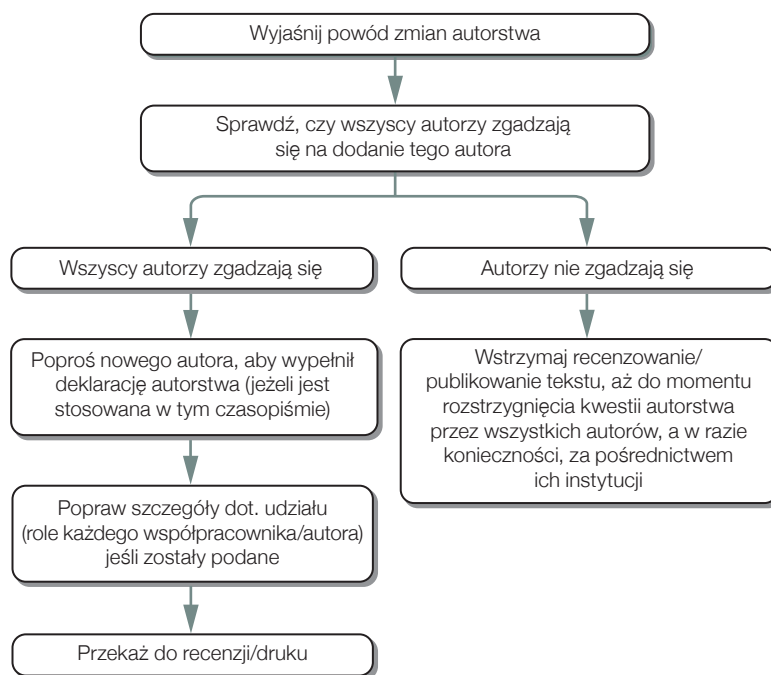 Wyjaśnij powód zmian autorstwa
Sprawdź, czy wszyscy autorzy zgadzają
się na dodanie tego autora
Wszyscy autorzy zgadzają się
Autorzy nie zgadzają się
Poproś nowego autora, aby wypełnił
deklarację autorstwa (jeżeli jest
stosowana w tym czasopiśmie)
Wstrzymaj recenzowanie/
publikowanie tekstu, aż do momentu
rozstrzygnięcia kwestii autorstwa
przez wszystkich autorów, a w razie
konieczności, za pośrednictwem
ich instytucji
Popraw szczegóły dot. udziału
(role każdego współpracownika/autora)
jeśli zostały podane
Przekaż do recenzji/druku